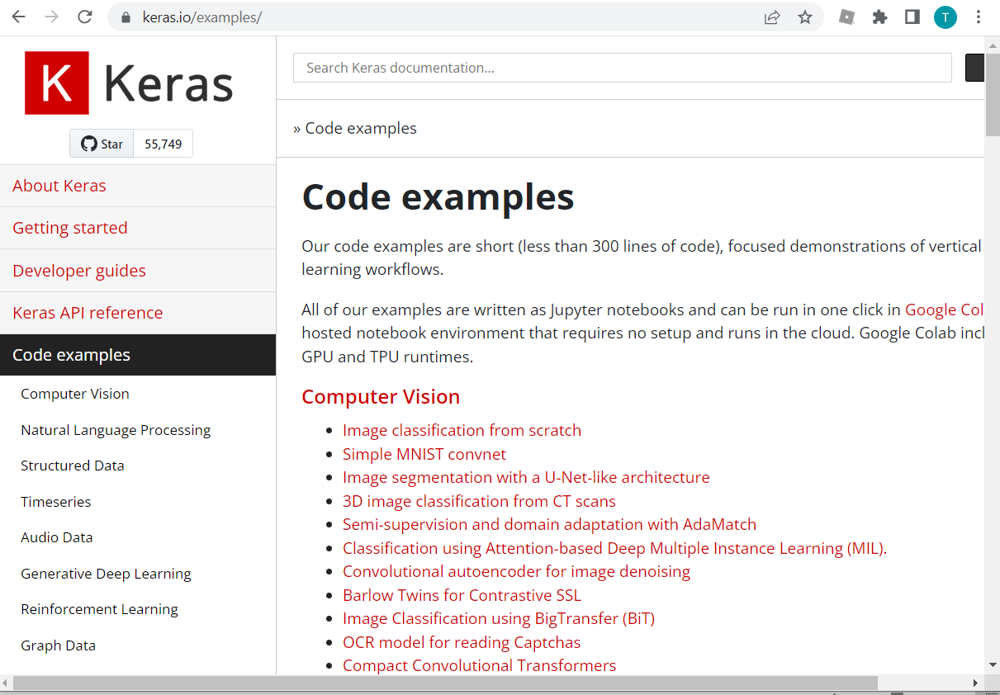 keras.io/examples/
T
K Keras
Search Keras documentation...
Star 55,749
» Code examples
About Keras
Getting started
Developer guides
Keras API reference
Code examples
Computer Vision
Natural Language Processing
Structured Data
Timeseries
Audio Data
Generative Deep Learning
Reinforcement Learning
Graph Data
Code examples
Our code examples are short (less than 300 lines of code), focused demonstrations of vertical
learning workflows.
All of our examples are written as Jupyter notebooks and can be run in one click in Google Col
hosted notebook environment that requires no setup and runs in the cloud. Google Colab incl
GPU and TPU runtimes.
Computer Vision
Image classification from scratch
Simple MNIST convnet
Image segmentation with a U-Net-like architecture
3D image classification from CT scans
Semi-supervision and domain adaptation with AdaMatch
Classification using Attention-based Deep Multiple Instance Learning (MIL).
Convolutional autoencoder for image denoising
Barlow Twins for Contrastive SSL
Image Classification using BigTransfer (BiT)
OCR model for reading Captchas
Compact Convolutional Transformers